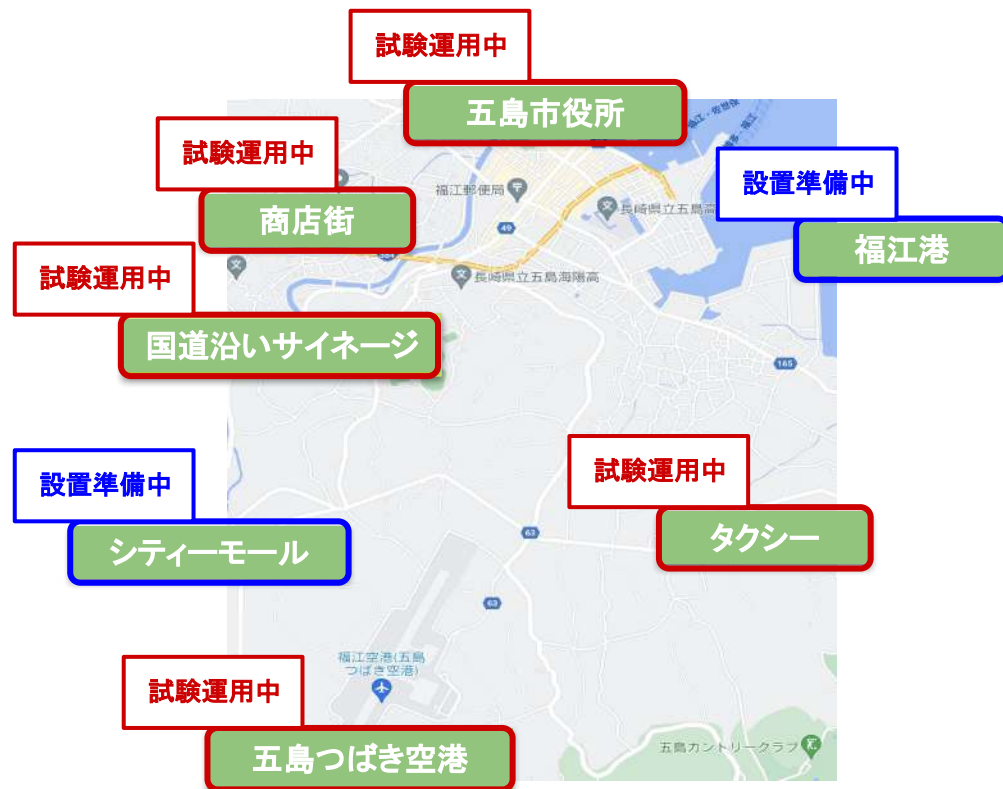 試験運用中
五島市役所
試験運用中
商店街
福江郵便局
長崎県立五島高
設置準備中
福江港
49
試験運用中
国道沿いサイネージ
長崎県立五島海陽高
165
設置準備中
シティーモール
試験運用中
タクシー
63
63
福江空港(五島
つばき空港)
試験運用中
五島つばき空港
五島カントリークラブ